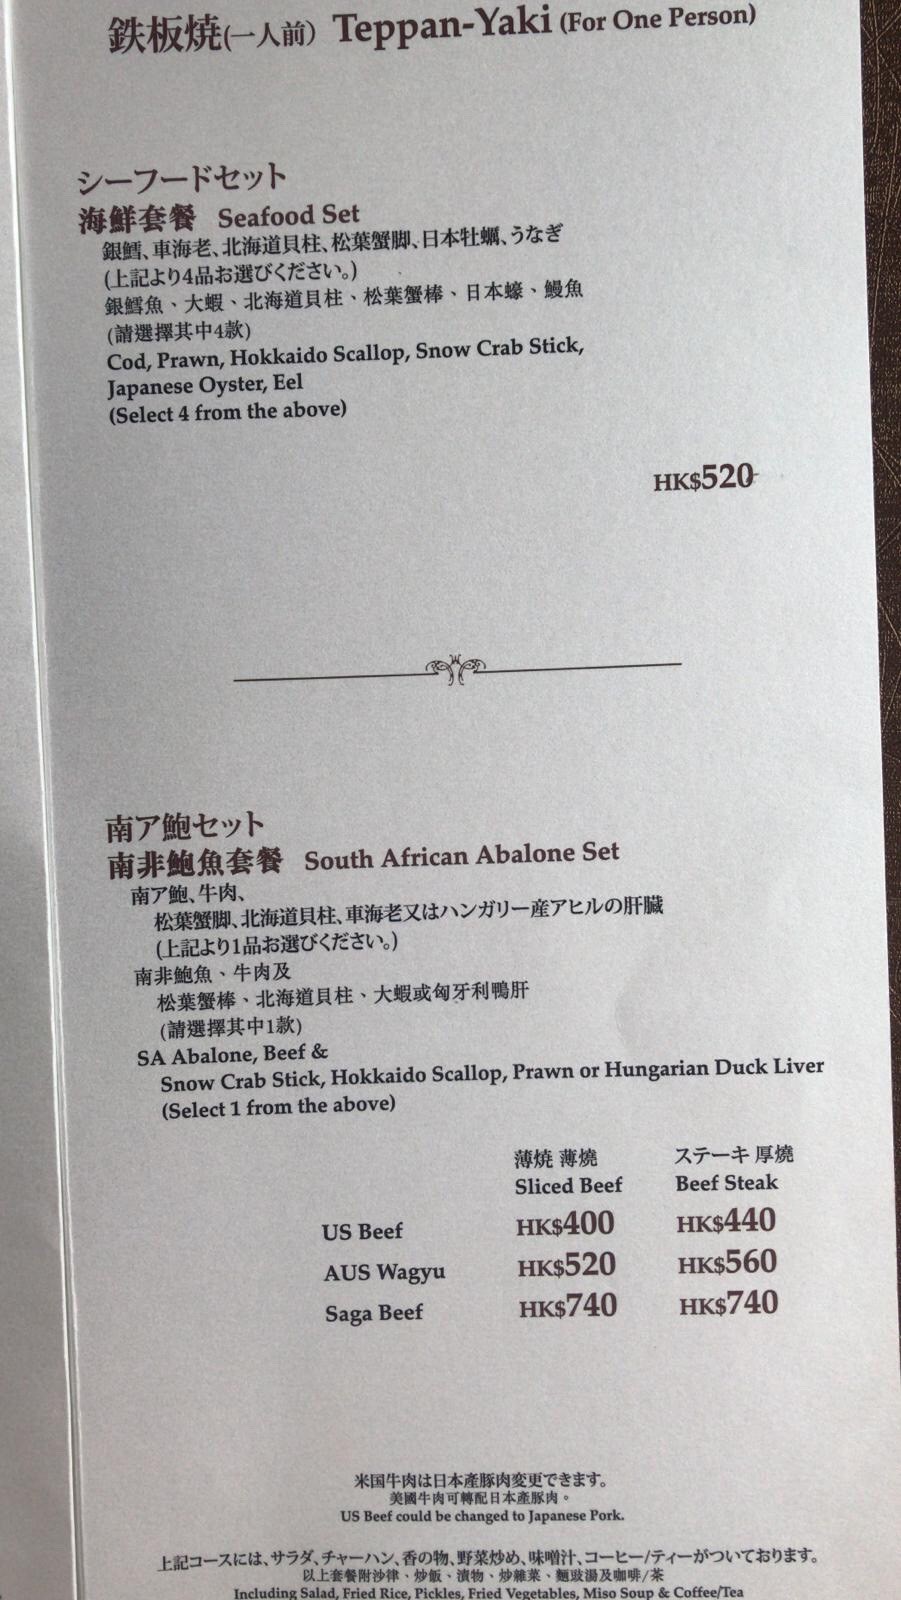 鉄板焼(一人前) Teppan-Yaki (For One Person)
シーフードセット
海鮮套餐 Seafood Set
銀鱈、車海老、北海道貝柱、松葉蟹脚、日本牡蠣、うなぎ
(上記より4品お選びください。)
銀鱈魚、大蝦、北海道貝柱、松葉蟹棒、日本蠔、鰻魚
(請選擇其中4款)
Cod, Prawn, Hokkaido Scallop, Snow Crab Stick,
Japanese Oyster, Eel
(Select 4 from the above)
HK$520
南ア鮑セット
南非鮑魚套餐 South African Abalone Set
南ア鮑、牛肉、
松葉蟹脚、北海道貝柱、車海老又はハンガリー産アヒルの肝臓
(上記より1品お選びください。)
南非鮑魚、牛肉及
松葉蟹棒、北海道貝柱、大蝦或匈牙利鴨肝
(請選擇其中1款)
SA Abalone, Beef &
Snow Crab Stick, Hokkaido Scallop, Prawn or Hungarian Duck Liver
(Select 1 from the above)
薄焼 薄燒 ステーキ 厚燒
Sliced Beef Beef Steak
US Beef HK$400 HK$440
AUS Wagyu HK$520 HK$560
Saga Beef HK$740 HK$740
米国牛肉は日本產豚肉変更できます。
美國牛肉可轉配日本產豚肉。
US Beef could be changed to Japanese Pork.
上記コースには、サラダ、チャーハン、香の物、野菜炒め、味噌汁、コーヒー/ティーがついております。
以上套餐附沙律、炒飯、漬物、炒雜菜、麵豉湯及咖啡/茶
Including Salad, Fried Rice, Pickles, Fried Vegetables, Miso Soup & Coffee/Tea